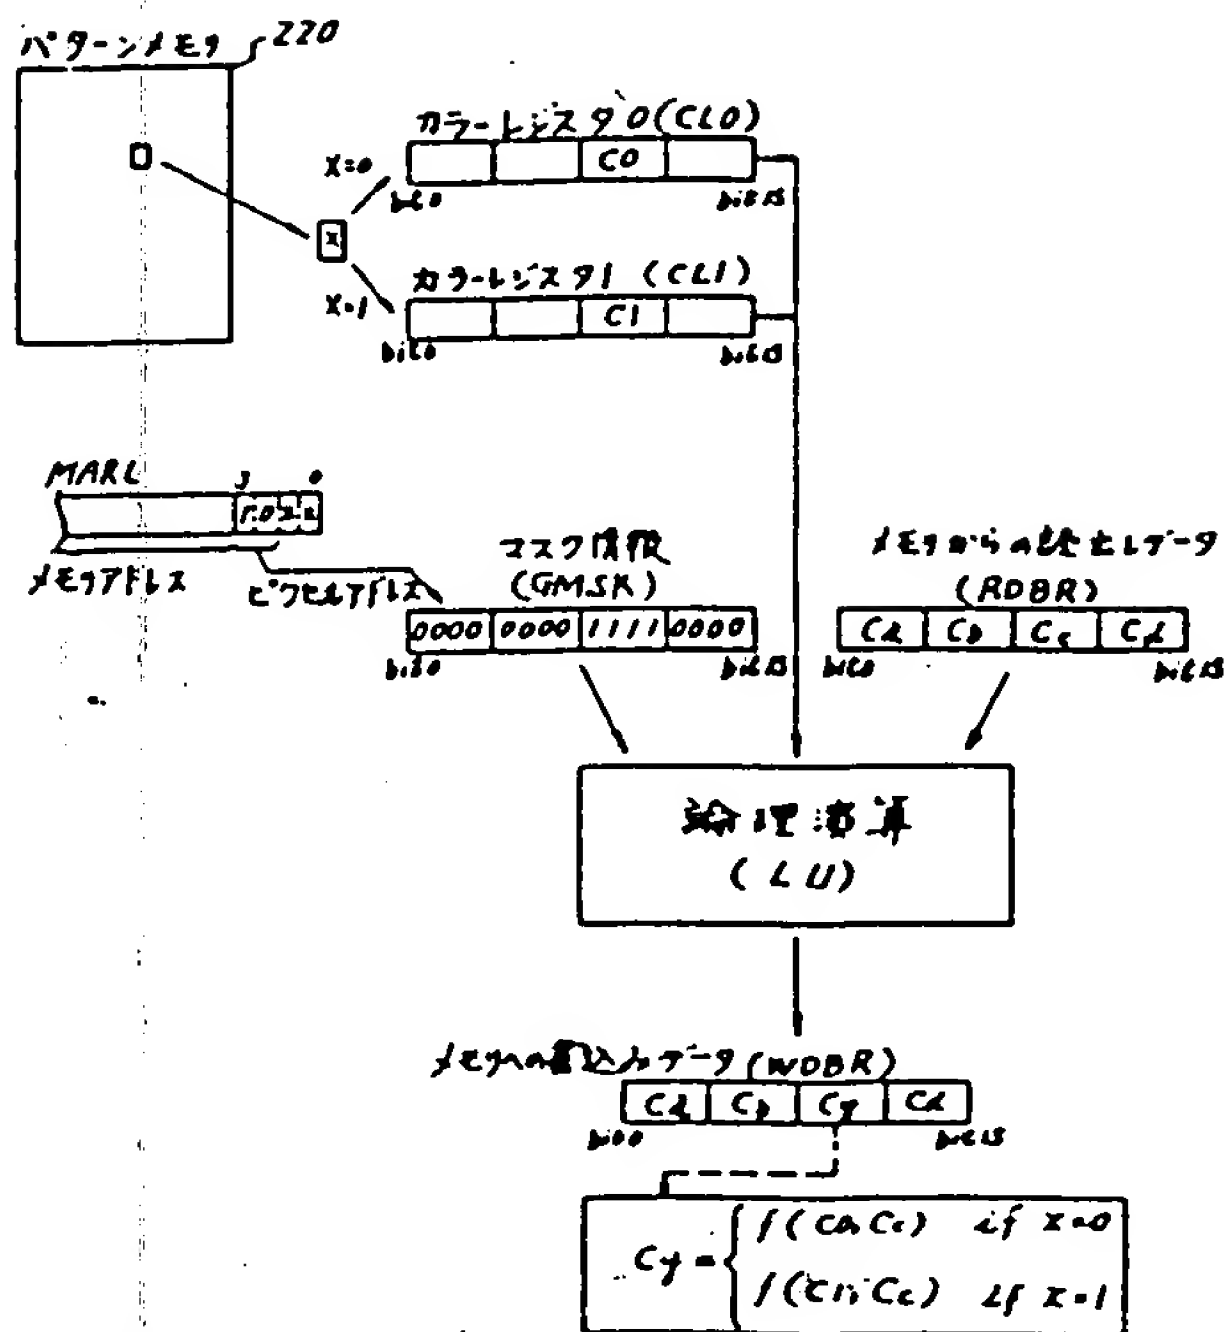 パターンメモリ 220
カラーレジスタ0(CL0)
x=0
C0
bit0 bit15
x
カラーレジスタ1 (CL1)
x=1
C1
bit0 bit15
MARL
3 0
メモリアドレス
ピクセルアドレス
マスク情報
(GMSK)
0000 0000 1111 0000
bit0 bit15
メモリからの読出しデータ
(RDBR)
Ca Cb Cc Cd
bit0 bit15
論理演算
(LU)
メモリへの書込みデータ(WDBR)
Ca Cb Cy Cd
bit0 bit15
Cy = { f(C0, Cc) if x=0
f(C1, Cc) if x=1